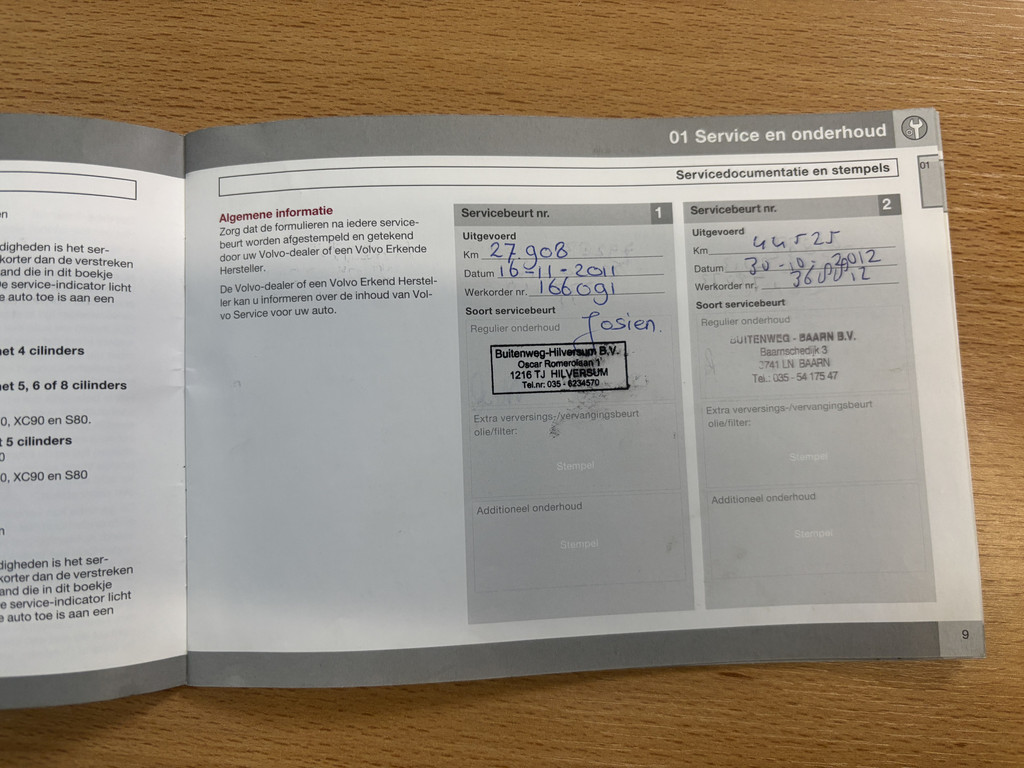 01 Service en onderhoud
01
Servicedocumentatie en stempels
en
digheden is het ser-
korter dan de verstreken
and die in dit boekje
e service-indicator licht
e auto toe is aan een
et 4 cilinders
et 5, 6 of 8 cilinders
0, XC90 en S80.
t 5 cilinders
0
0, XC90 en S80
n
digheden is het ser-
korter dan de verstreken
and die in dit boekje
e service-indicator licht
e auto toe is aan een
Algemene informatie
Zorg dat de formulieren na iedere service-
beurt worden afgestempeld en getekend
door uw Volvo-dealer of een Volvo Erkende
Hersteller.
De Volvo-dealer of een Volvo Erkend Herstel-
ler kan u informeren over de inhoud van Vol-
vo Service voor uw auto.
Servicebeurt nr. 1
Uitgevoerd
Km 27.908
Datum 16-11-2011
Werkorder nr. 166091
Soort servicebeurt
Regulier onderhoud
Josien.
Buitenweg-Hilversum B.V.
Oscar Romerolaan 1
1216 TJ HILVERSUM
Tel.nr: 035 - 6234570
Extra verversings-/vervangingsbeurt
olie/filter:
Stempel
Additioneel onderhoud
Stempel
Servicebeurt nr. 2
Uitgevoerd
Km 44525
Datum 30-10-2012
Werkorder nr.
Soort servicebeurt
Regulier onderhoud
BUITENWEG - BAARN B.V.
Baarnschedijk 3
3741 LN BAARN
Tel.: 035 - 54 175 47
Extra verversings-/vervangingsbeurt
olie/filter:
Stempel
Additioneel onderhoud
Stempel
9